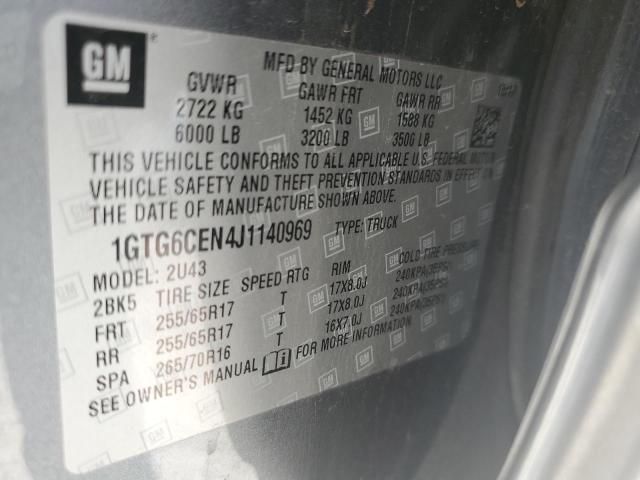 GM
MFD BY GENERAL MOTORS LLC
GVWR GAWR FRT GAWR RR
2722 KG 1452 KG 1588 KG
6000 LB 3200 LB 3500 LB
THIS VEHICLE CONFORMS TO ALL APPLICABLE U.S. FEDERAL MOTOR
VEHICLE SAFETY AND THEFT PREVENTION STANDARDS IN EFFECT ON
THE DATE OF MANUFACTURE SHOWN ABOVE.
1GTG6CEN4J1140969 TYPE: TRUCK
MODEL: 2U43
2BK5 TIRE SIZE SPEED RTG RIM COLD TIRE PRESSURE
FRT 255/65R17 T 17X8.0J 240KPA(35PSI)
RR 255/65R17 T 17X8.0J 240KPA(35PSI)
SPA 265/70R16 T 16X7.0J 240KPA(35PSI)
SEE OWNER'S MANUAL FOR MORE INFORMATION